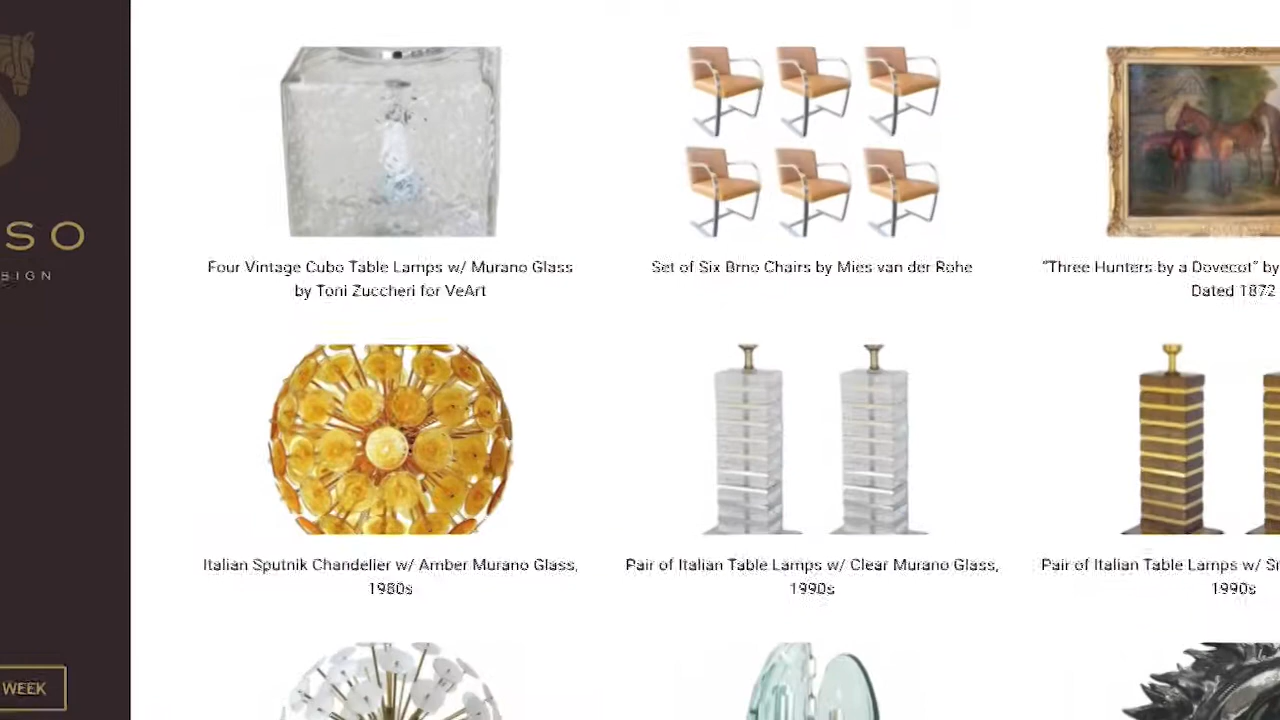 SO
SIGN
WEEK
Four Vintage Cubo Table Lamps w/ Murano Glass
by Toni Zuccheri for VeArt
Set of Six Brno Chairs by Mies van der Rohe
"Three Hunters by a Dovecot" by
Dated 1872
Italian Sputnik Chandelier w/ Amber Murano Glass,
1980s
Pair of Italian Table Lamps w/ Clear Murano Glass,
1990s
Pair of Italian Table Lamps w/
1990s